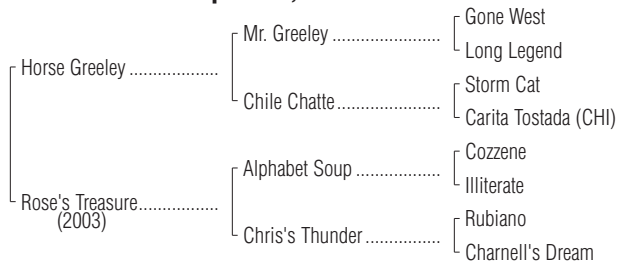 Gone West
Mr. Greeley ....................
Long Legend
Horse Greeley .................
Storm Cat
Chile Chatte....................
Carita Tostada (CHI)
Cozzene
Alphabet Soup ................
Illiterate
Rose's Treasure...............
(2003)
Rubiano
Chris's Thunder..............
Charnell's Dream